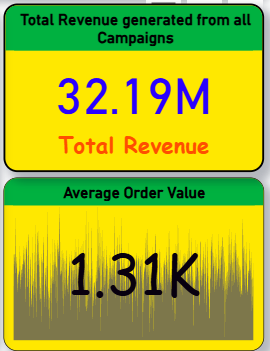 Total Revenue generated from all
Campaigns
32.19M
Total Revenue
Average Order Value
1.31K